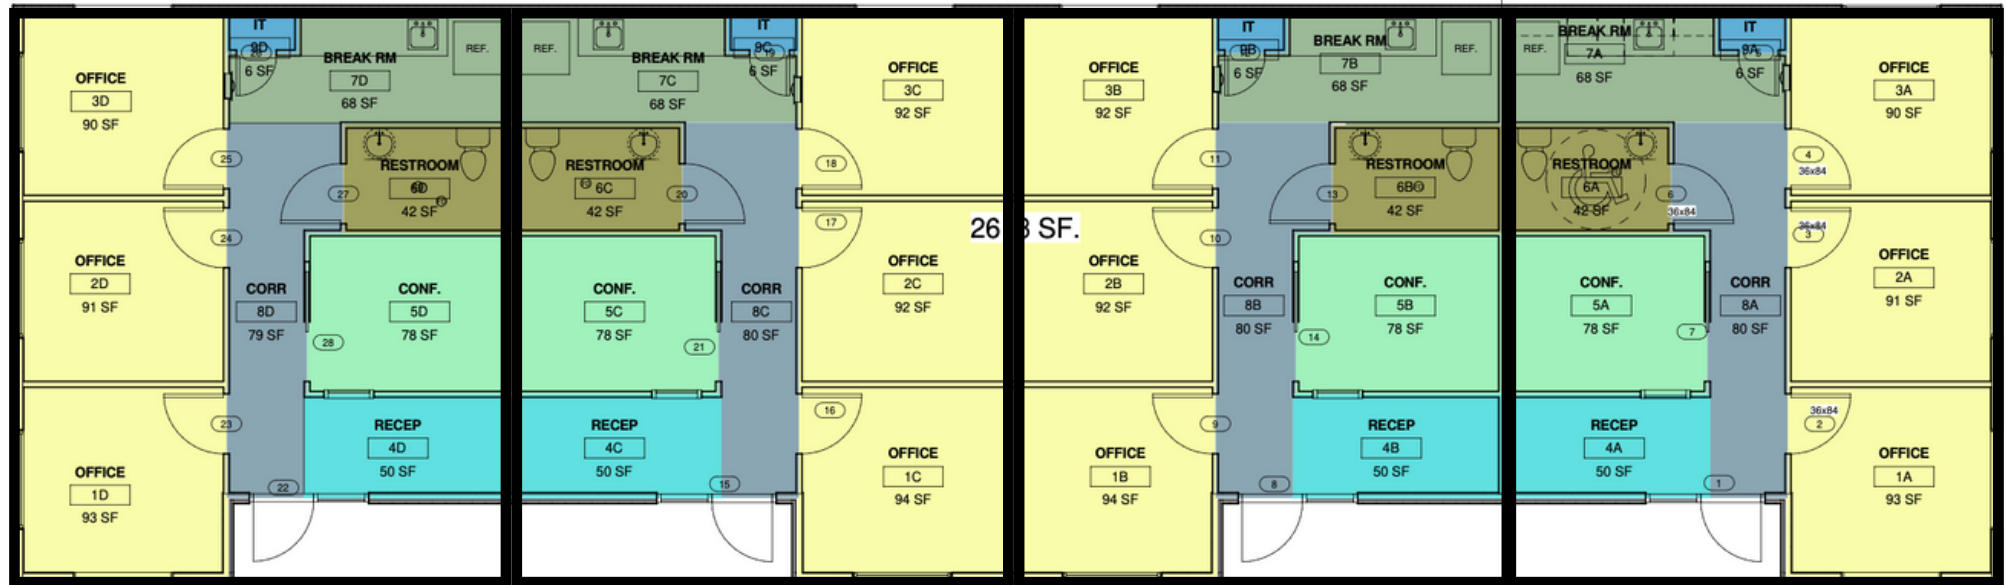 IT
9D
6 SF
BREAK RM
7D
68 SF
REF.
REF.
BREAK RM
7C
68 SF
IT
9C
6 SF
IT
9B
6 SF
BREAK RM
7B
68 SF
REF.
REF.
BREAK RM
7A
68 SF
IT
9A
6 SF
OFFICE
3D
90 SF
OFFICE
3C
92 SF
OFFICE
3B
92 SF
OFFICE
3A
90 SF
25
27
RESTROOM
6D
42 SF
RESTROOM
6C
42 SF
20
18
11
13
RESTROOM
6B
42 SF
RESTROOM
6A
42 SF
6
36x84
4
36x84
24
17
26 3 SF.
10
36x84
3
OFFICE
2D
91 SF
CORR
8D
79 SF
CONF.
5D
78 SF
28
CONF.
5C
78 SF
21
CORR
8C
80 SF
OFFICE
2C
92 SF
OFFICE
2B
92 SF
CORR
8B
80 SF
14
CONF.
5B
78 SF
CONF.
5A
78 SF
7
CORR
8A
80 SF
OFFICE
2A
91 SF
23
16
9
36x84
2
OFFICE
1D
93 SF
22
RECEP
4D
50 SF
RECEP
4C
50 SF
15
OFFICE
1C
94 SF
OFFICE
1B
94 SF
8
RECEP
4B
50 SF
RECEP
4A
50 SF
1
OFFICE
1A
93 SF